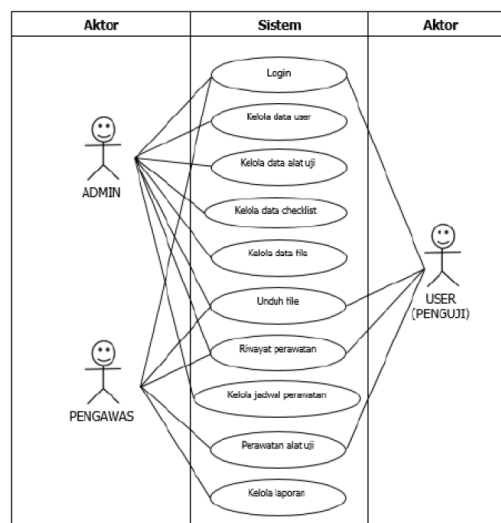 Aktor
Sistem
Aktor
Login
Kelola data user
Kelola data alat uji
Kelola data checklist
Kelola data file
Unduh file
Riwayat perawatan
Kelola jadwal perawatan
Perawatan alat uji
Kelola laporan
ADMIN
PENGAWAS
USER
(PENGUJI)